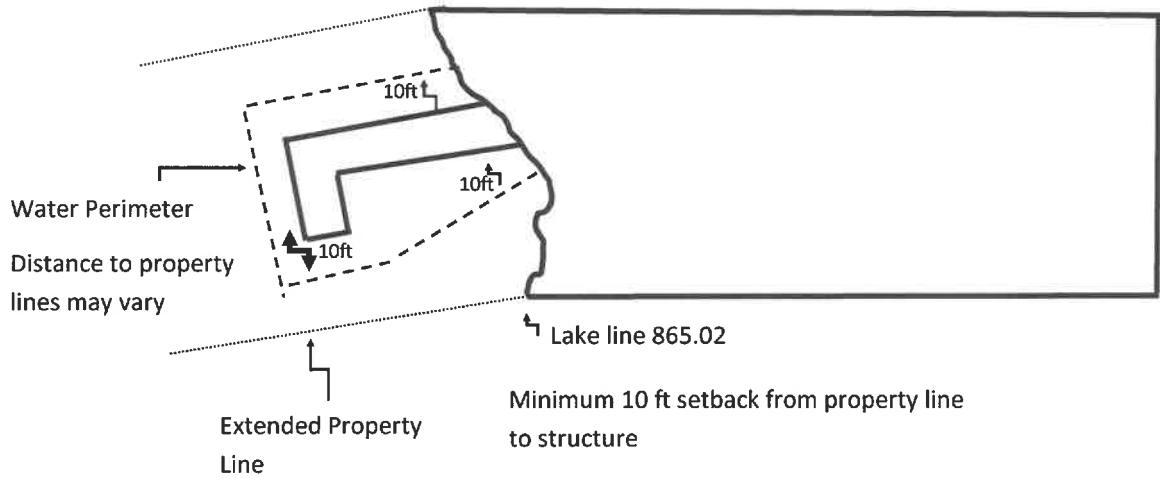 10ft
10ft
Water Perimeter
10ft
Distance to property
lines may vary
Lake line 865.02
Minimum 10 ft setback from property line
to structure
Extended Property
Line